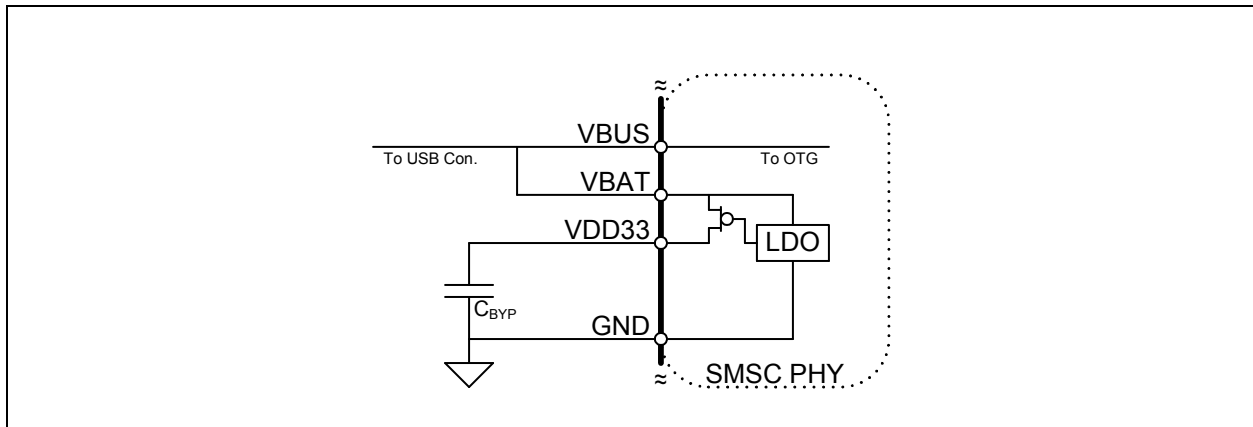 ≈
VBUS
To USB Con.
To OTG
VBAT
VDD33
LDO
CBYP
GND
SMSC PHY
≈